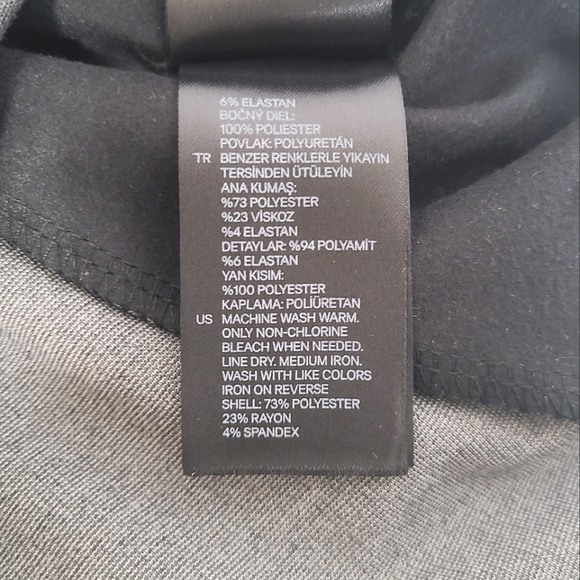 6% ELASTAN
BOČNÝ DIEL:
100% POLIESTER
POVLAK: POLYURETÁN
TR BENZER RENKLERLE YIKAYIN
TERSİNDEN ÜTÜLEYİN
ANA KUMAŞ:
%73 POLYESTER
%23 VİSKOZ
%4 ELASTAN
DETAYLAR: %94 POLYAMİT
%6 ELASTAN
YAN KISIM:
%100 POLYESTER
KAPLAMA: POLİÜRETAN
US MACHINE WASH WARM.
ONLY NON-CHLORINE
BLEACH WHEN NEEDED.
LINE DRY. MEDIUM IRON.
WASH WITH LIKE COLORS
IRON ON REVERSE
SHELL: 73% POLYESTER
23% RAYON
4% SPANDEX